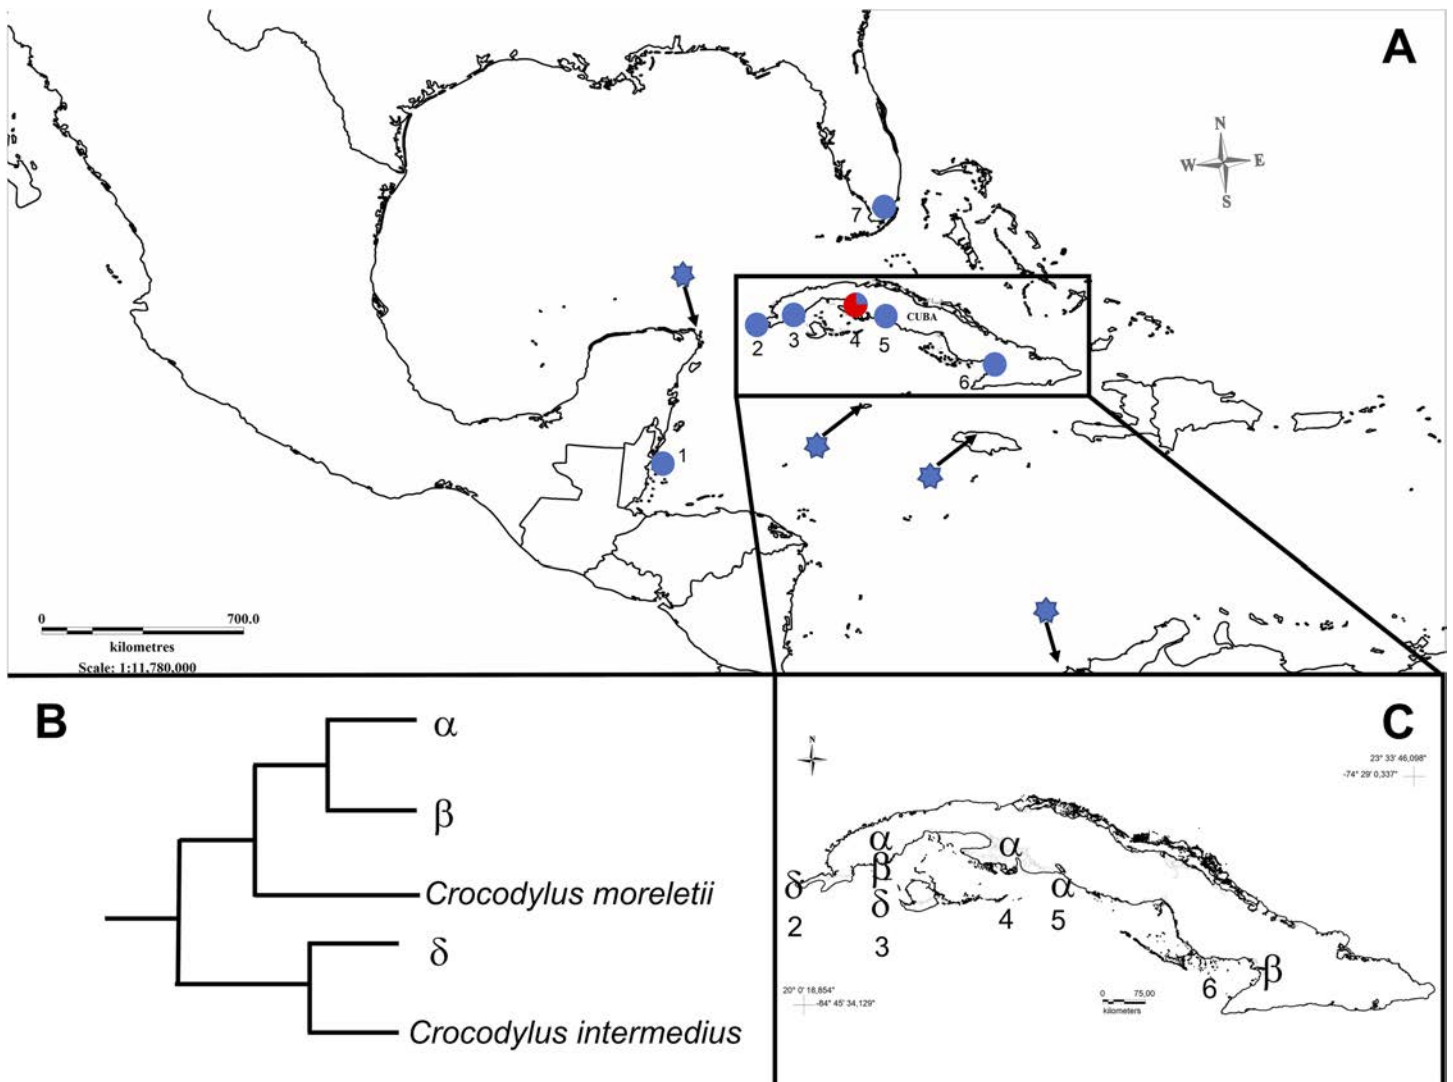 A
N
W E
S
7
CUBA
2
3
4
5
6
1
0 700.0
kilometres
Scale: 1:11,780,000
B
α
β
Crocodylus moreletii
δ
Crocodylus intermedius
C
N
23° 33' 46,098"
-74° 29' 0,337"
α
β
δ
α
α
δ
2
3
4
5
6
β
20° 0' 18,854"
-84° 45' 34,129"
0 75,00
kilometers